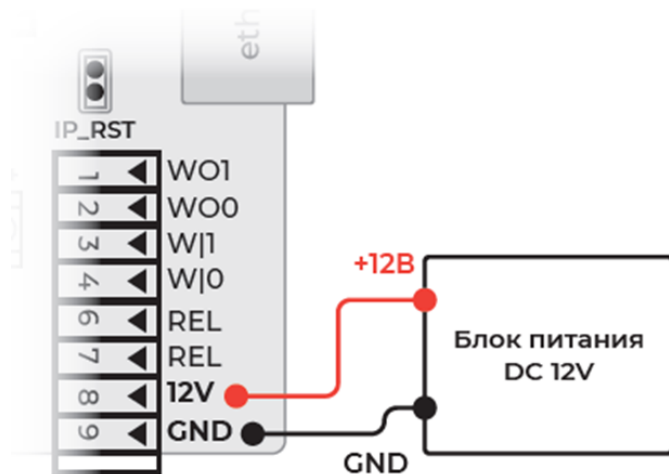 eth
IP_RST
1 WO1
2 WO0
3 W|1
4 W|0
6 REL
7 REL
8 12V
9 GND
+12В
Блок питания
DC 12V
GND